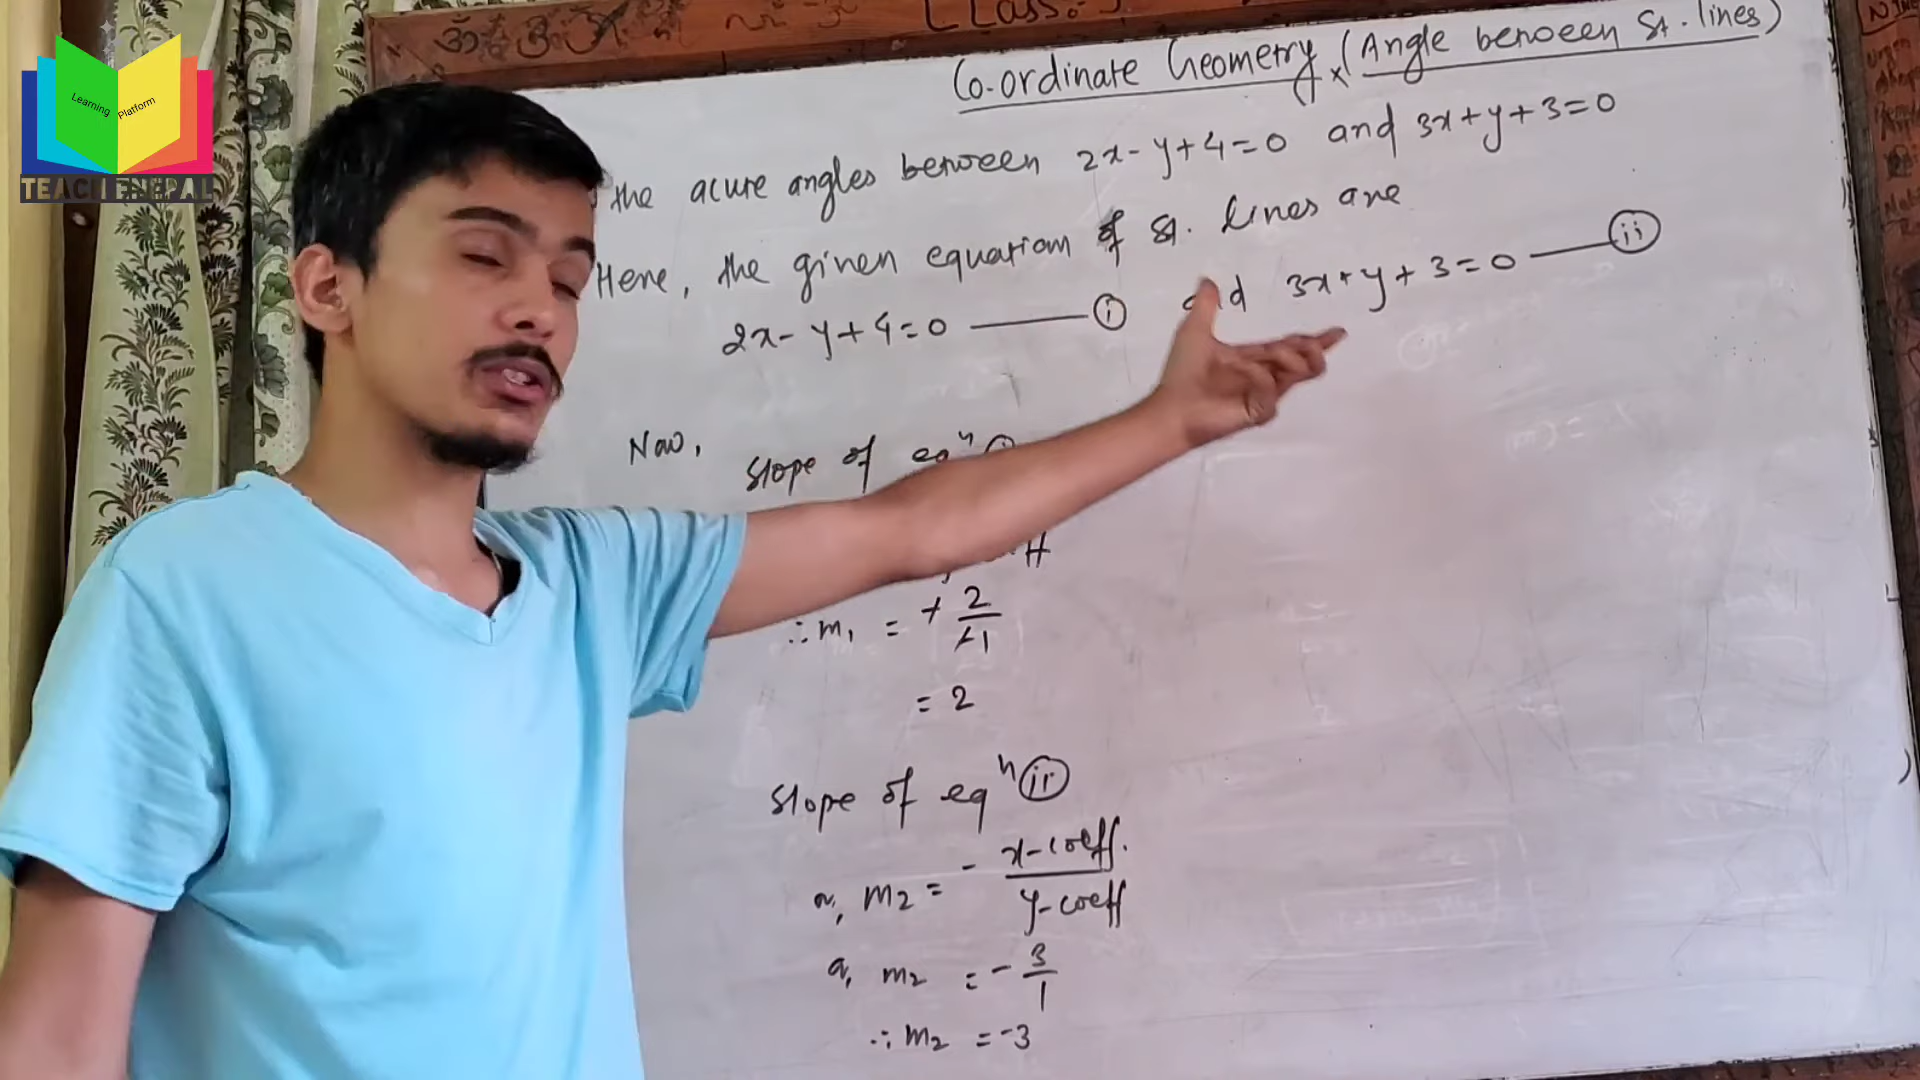 Learning Platform
TEACH NEPAL
[Class:
Co-ordinate Geometry (Angle between St. lines)
the acute angles between 2x-y+4=0 and 3x+y+3=0
Here, the given equation of St. lines are
2x-y+4=0 —— (i) and 3x+y+3=0 —— (ii)
Now, slope of eqⁿ (i)
∴ m₁ = + 2/-1
= 2
slope of eqⁿ (ii)
or, m₂ = - x-coeff./y-coeff
or, m₂ = - 3/1
∴ m₂ = -3